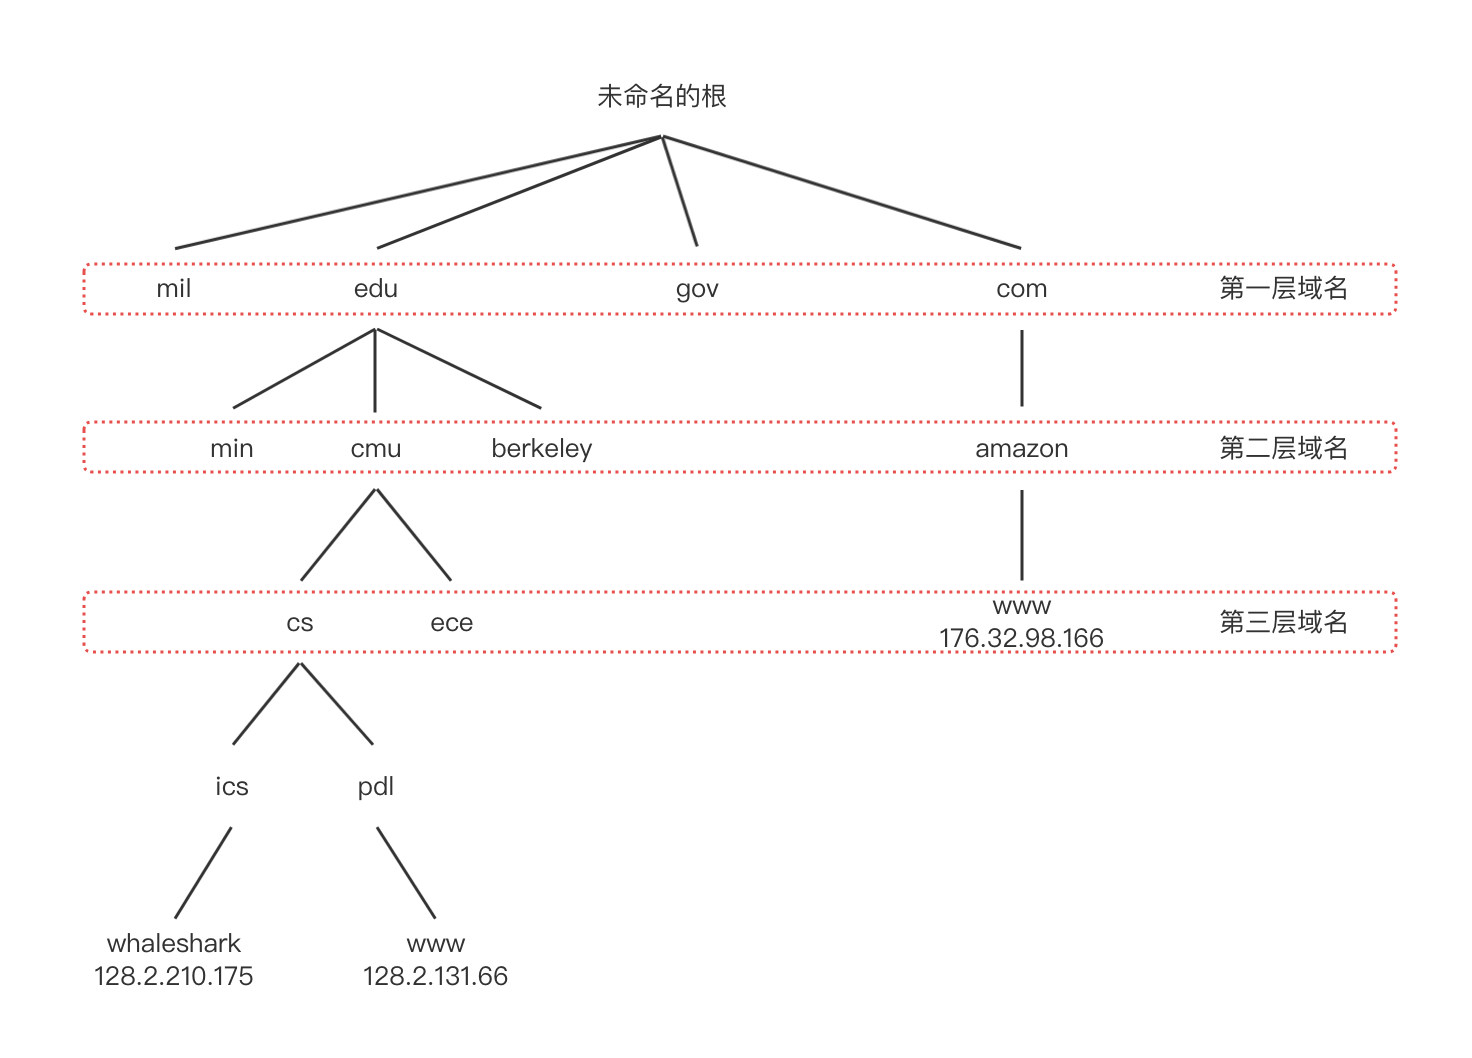 未命名的根
mil edu gov com 第一层域名
min cmu berkeley amazon 第二层域名
cs ece www 第三层域名
176.32.98.166
ics pdl
whaleshark www
128.2.210.175 128.2.131.66